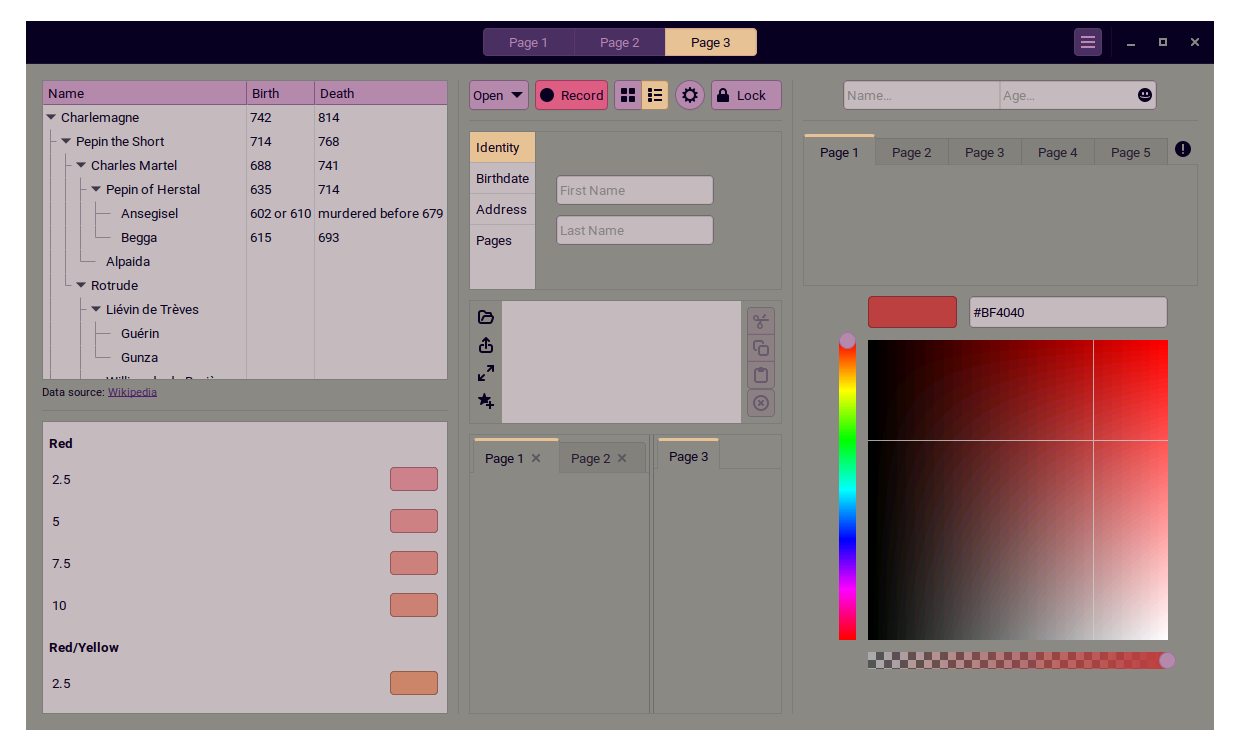 Page 1 Page 2 Page 3
Name Birth Death
Charlemagne 742 814
Pepin the Short 714 768
Charles Martel 688 741
Pepin of Herstal 635 714
Ansegisel 602 or 610 murdered before 679
Begga 615 693
Alpaida
Rotrude
Liévin de Trèves
Guérin
Gunza
Data source: Wikipedia
Red
2.5
5
7.5
10
Red/Yellow
2.5
Open Record Lock
Identity
Birthdate
Address
Pages
First Name
Last Name
Page 1 Page 2 Page 3
Name... Age...
Page 1 Page 2 Page 3 Page 4 Page 5
#BF4040